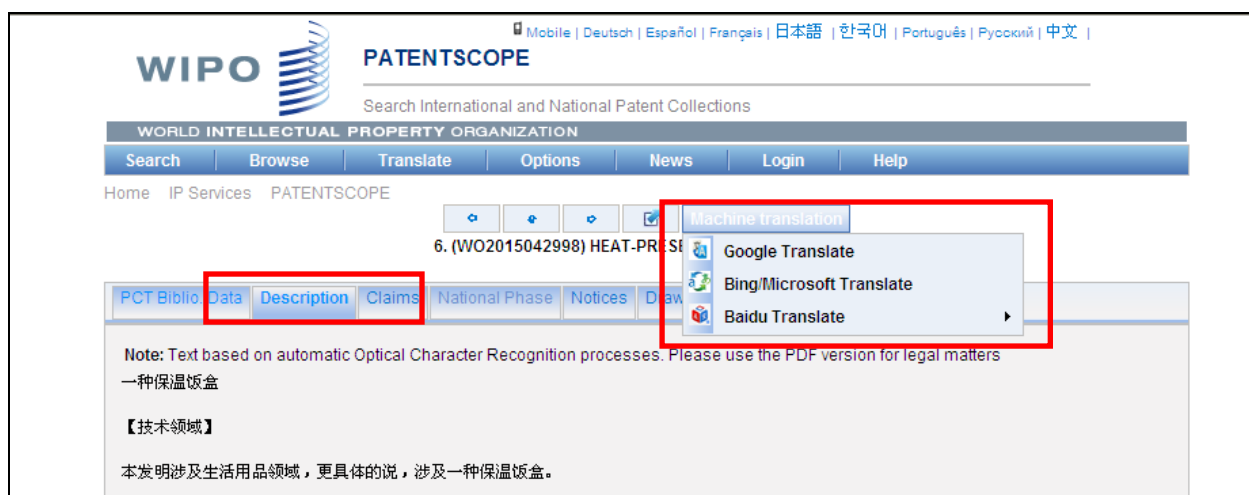 Mobile | Deutsch | Español | Français | 日本語 | 한국어 | Português | Русский | 中文 |
WIPO
PATENTSCOPE
Search International and National Patent Collections
WORLD INTELLECTUAL PROPERTY ORGANIZATION
Search Browse Translate Options News Login Help
Home IP Services PATENTSCOPE
Machine translation
6. (WO2015042998) HEAT-PRESE
Google Translate
Bing/Microsoft Translate
Baidu Translate
PCT Biblio. Data Description Claims National Phase Notices Draw
Note: Text based on automatic Optical Character Recognition processes. Please use the PDF version for legal matters
一种保温饭盒
【技术领域】
本发明涉及生活用品领域，更具体的说，涉及一种保温饭盒。